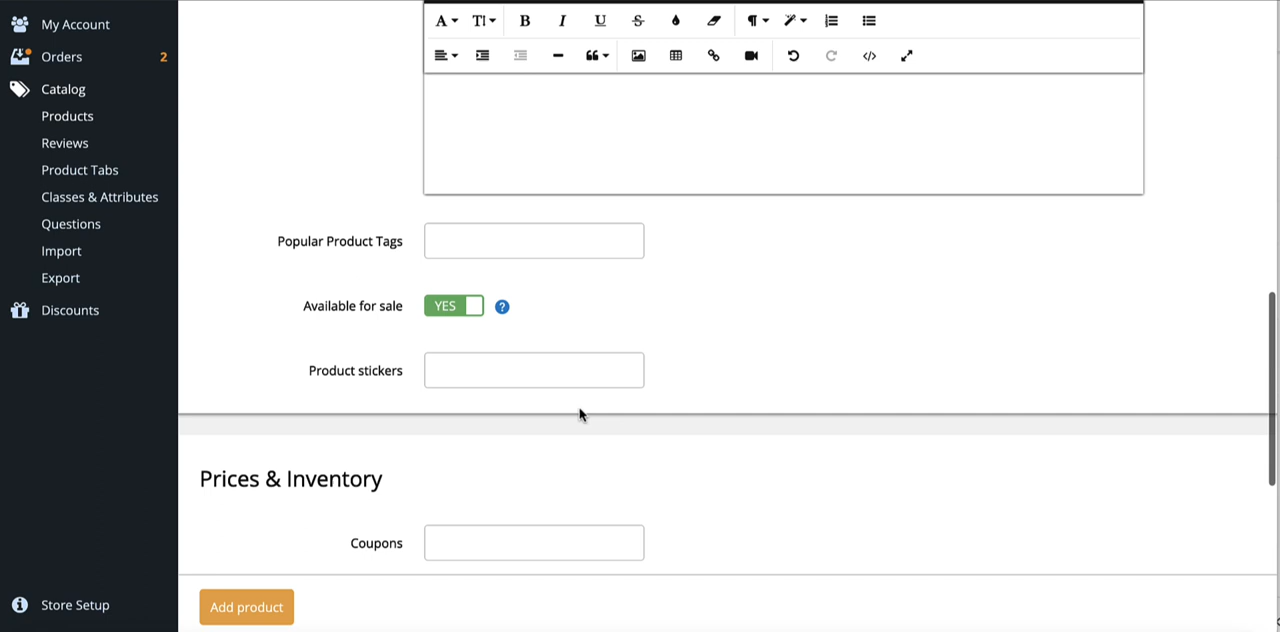 My Account
Orders 2
Catalog
Products
Reviews
Product Tabs
Classes & Attributes
Questions
Import
Export
Discounts
Store Setup
A TI B I U S ¶
</>
Popular Product Tags
Available for sale YES ?
Product stickers
Prices & Inventory
Coupons
Add product